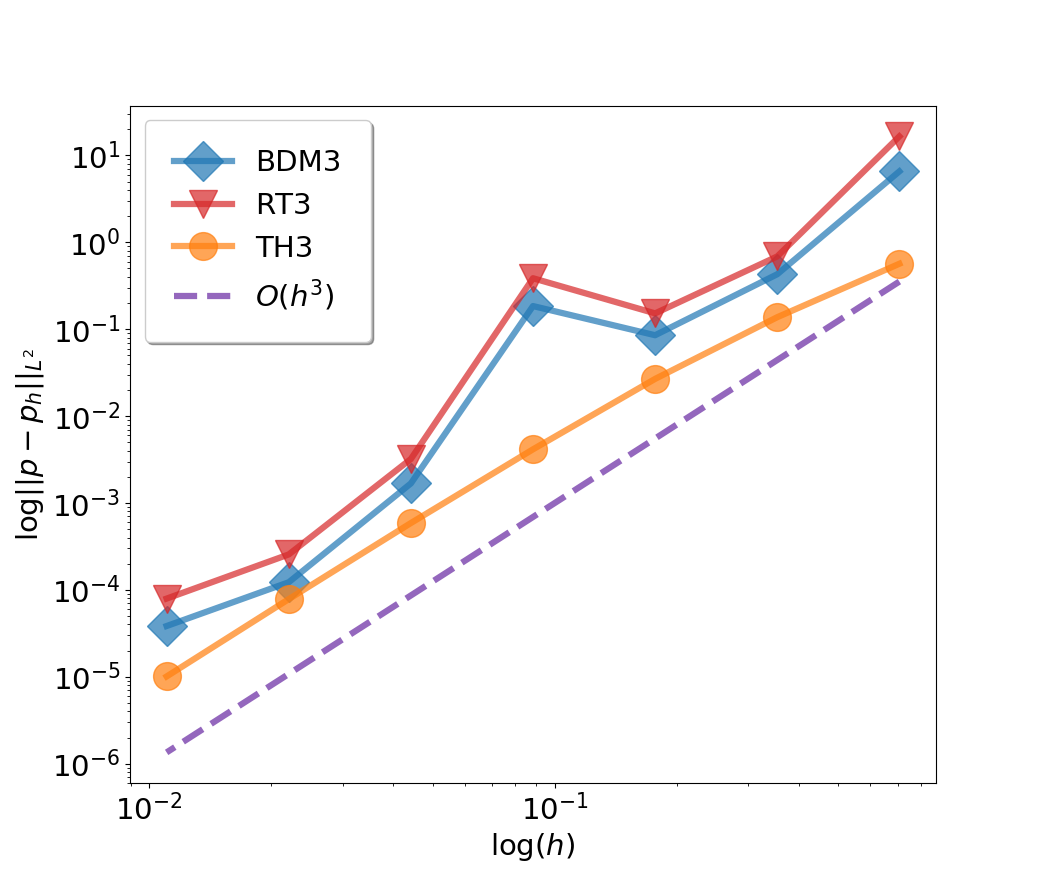 BDM3
RT3
TH3
O(h³)
10¹
10⁰
10⁻¹
10⁻²
10⁻³
10⁻⁴
10⁻⁵
10⁻⁶
log||p − pₕ||_{L²}
10⁻² 10⁻¹
log(h)